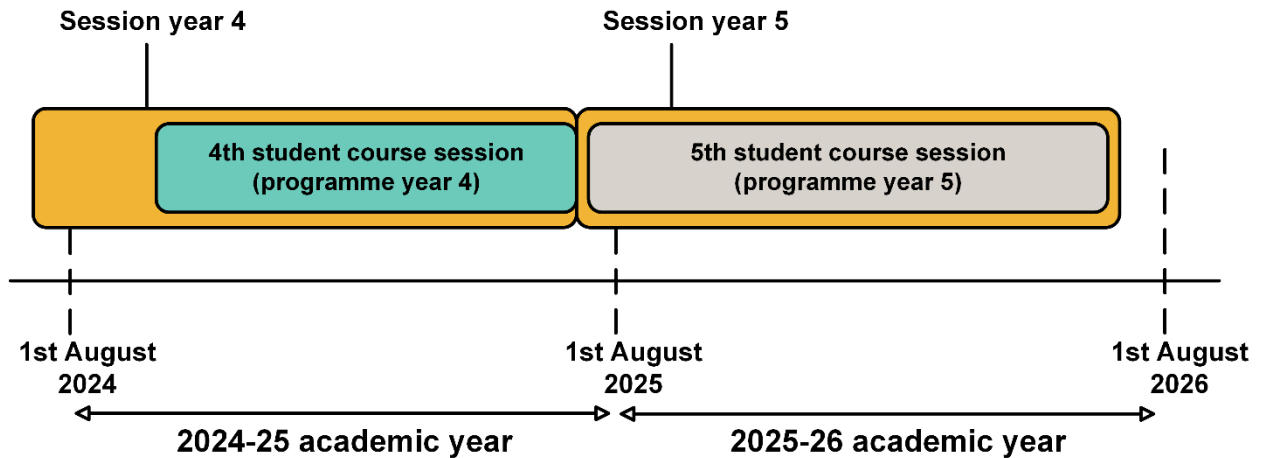 Session year 4
Session year 5
4th student course session
(programme year 4)
5th student course session
(programme year 5)
1st August
2024
1st August
2025
1st August
2026
2024-25 academic year
2025-26 academic year